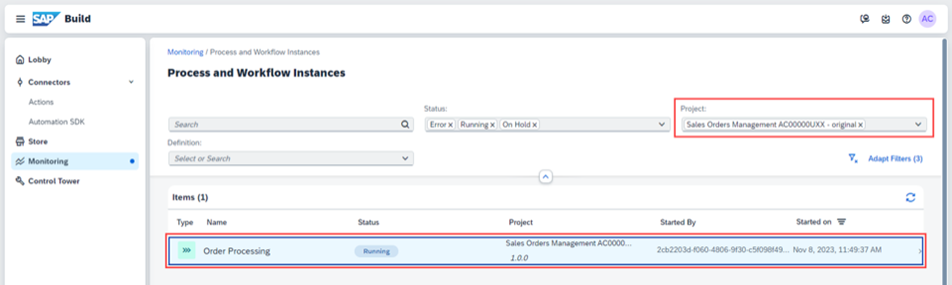 SAP Build
AC
Lobby
Connectors
Actions
Automation SDK
Store
Monitoring
Control Tower
Monitoring / Process and Workflow Instances
Process and Workflow Instances
Search
Status:
Error x Running x On Hold x
Project:
Sales Orders Management AC00000UXX - original x
Definition:
Select or Search
Adapt Filters (3)
Items (1)
Type Name Status Project Started By Started on
Order Processing Running Sales Orders Management AC0000... 2cb2203d-f060-4806-9f30-c5f098f49... Nov 8, 2023, 11:49:37 AM
1.0.0